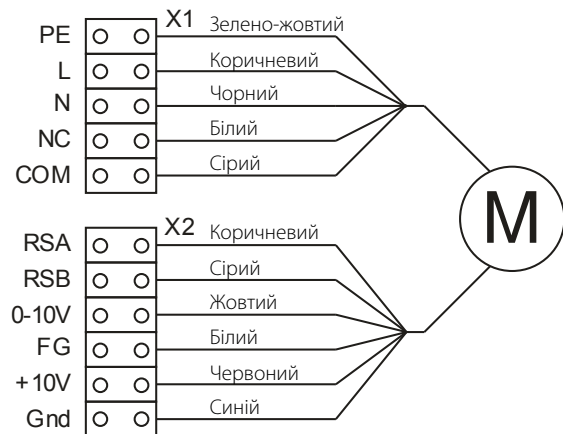 X1
PE Зелено-жовтий
L Коричневий
N Чорний
NC Білий
COM Сірий
M
X2
RSA Коричневий
RSB Сірий
0-10V Жовтий
FG Білий
+10V Червоний
Gnd Синій